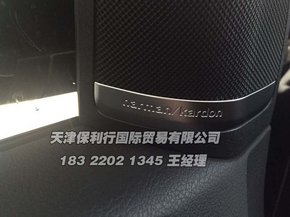 harman/kardon
天津保利行国际贸易有限公司
183 2202 1345 王经理